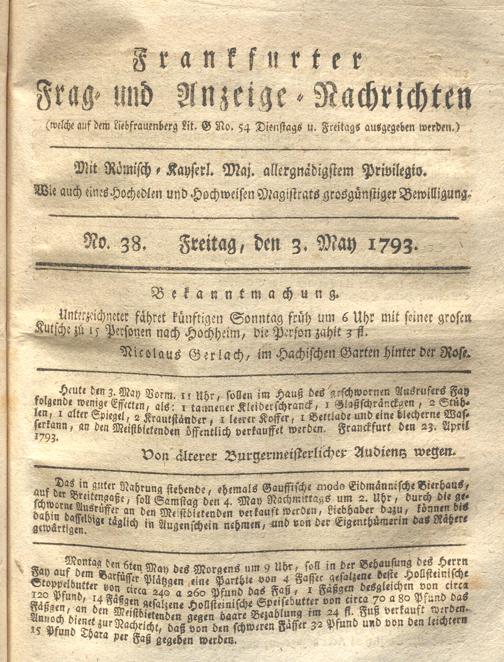 Frankfurter
Frag- und Anzeige-Nachrichten
(welche auf dem Liebfrauenberg Lit. G No. 54 Dienstags u. Freitags ausgegeben werden.)
Mit Römisch-Kayserl. Maj. allergnädigstem Privilegio.
Wie auch eines Hochedlen und Hochweisen Magistrats grosgünstiger Bewilligung.
No. 38. Freitag, den 3. May 1793.
Bekanntmachung.
Unterzeichneter fähret künftigen Sonntag früh um 6 Uhr mit seiner grosen
Kutsche zu 15 Personen nach Hochheim, die Person zahlt 3 fl.
Nicolaus Gerlach, im Hachischen Garten hinter der Rose.
Heute den 3. May Vorm. 11 Uhr, sollen im Hauß des geschwornen Ausrufers Fay
folgende wenige Effecten, als: 1 tannener Kleiderschranck, 1 Glaßschränckgen, 2 Stüh-
len, 1 alter Spiegel, 2 Krautständer, 1 leerer Koffer, 1 Bettlade und eine blecherne Was-
serkann, an den Meistbietenden öffentlich verkauffet werden. Franckfurt den 23. April
1793.
Von älterer Burgermeisterlicher Audientz wegen.
Das in guter Nahrung stehende, ehemals Gauffische modo Eidmännische Bierhaus,
auf der Breitengaße, soll Samstag den 4. May Nachmittags um 2. Uhr, durch die ge-
schworne Ausrüffer an den Meistbietenden verkauft werden, Liebhaber dazu, können bis
dahin dasselbige täglich in Augenschein nehmen, und von der Eigenthümerin das Nähere
gewärtigen.
Montag den 6ten May des Morgens um 9 Uhr, soll in der Behausung des Herrn
Fay auf dem Barfüsser Plätzgen eine Parthie von 4 Fässer gesalzene beste Hollsteinische
Stoppelbutter von circa 240 a 260 Pfund das Faß, 1 Fäßgen desgleichen von circa
120 Pfund, 14 Fäßgen gesalzene Hollsteinische Speisebutter von circa 70 a 80 Pfund das
Fäßgen, an den Meistbietenden gegen baare Bezahlung im 24 fl. Fuß verkauft werden.
Annoch dienet zur Nachricht, daß von den schweren Fässer 32 Pfund und von den leichtern
15 Pfund Thara per Faß gegeben werden.